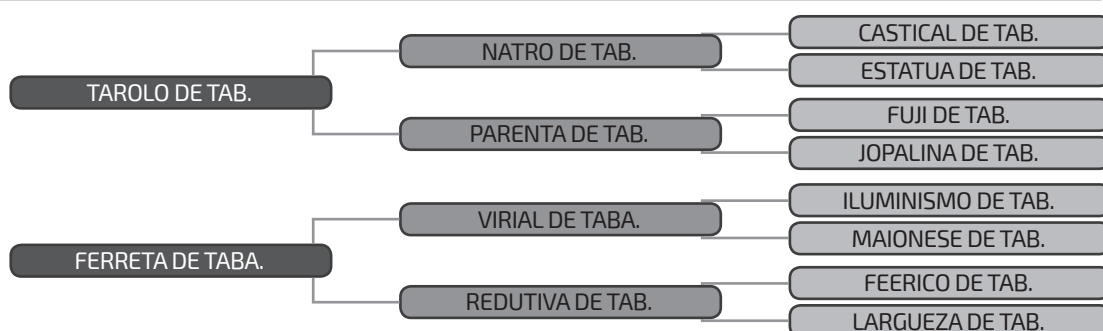 TAROLO DE TAB.
NATRO DE TAB.
CASTICAL DE TAB.
ESTATUA DE TAB.
PARENTA DE TAB.
FUJI DE TAB.
JOPALINA DE TAB.
FERRETA DE TABA.
VIRIAL DE TABA.
ILUMINISMO DE TAB.
MAIONESE DE TAB.
REDUTIVA DE TAB.
FEERICO DE TAB.
LARGUEZA DE TAB.